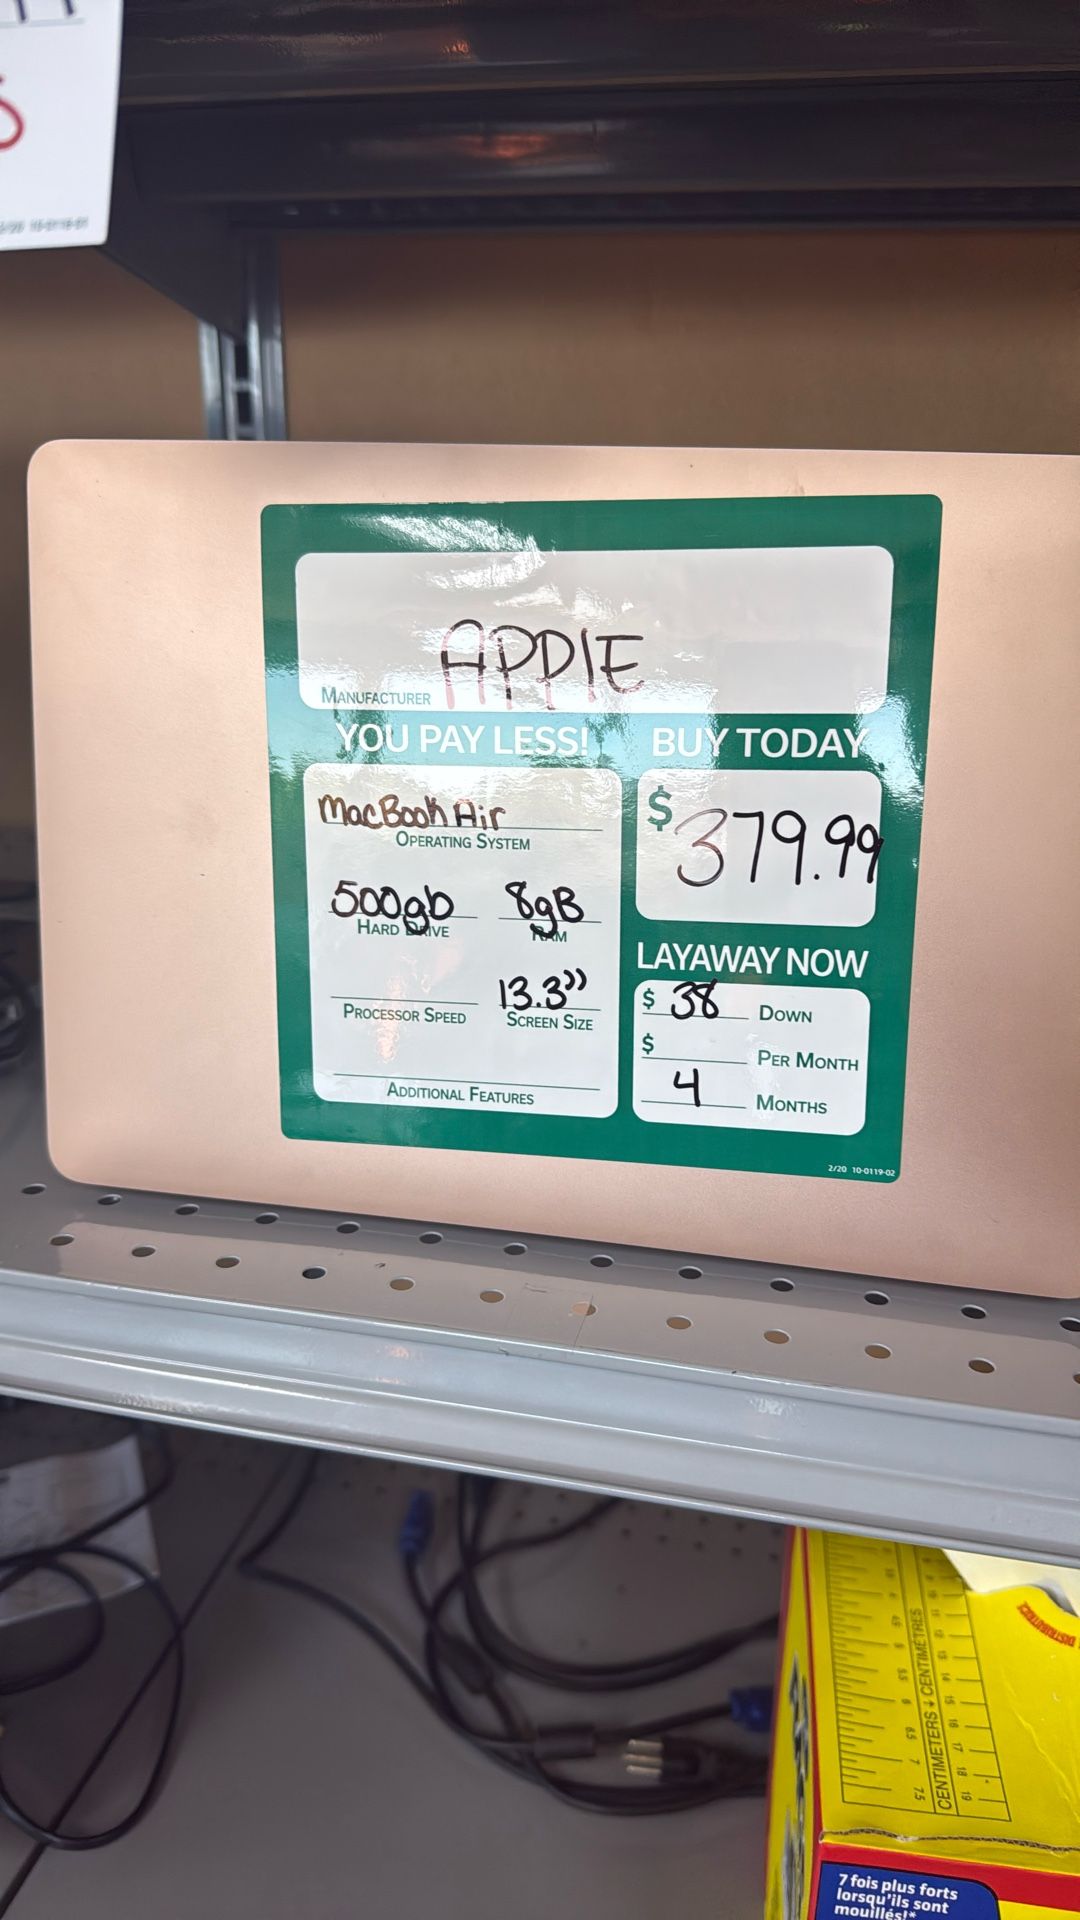 APPlE
MANUFACTURER
YOU PAY LESS!
MacBook Air
OPERATING SYSTEM
500gb 8gB
HARD DRIVE RAM
13.3"
PROCESSOR SPEED SCREEN SIZE
ADDITIONAL FEATURES
BUY TODAY
$379.99
LAYAWAY NOW
$ 38 DOWN
$ PER MONTH
4 MONTHS
2/20 10-0119-02
CENTIMETERS CENTIMETRES
7 fois plus forts
lorsqu'ils sont
mouillés!*